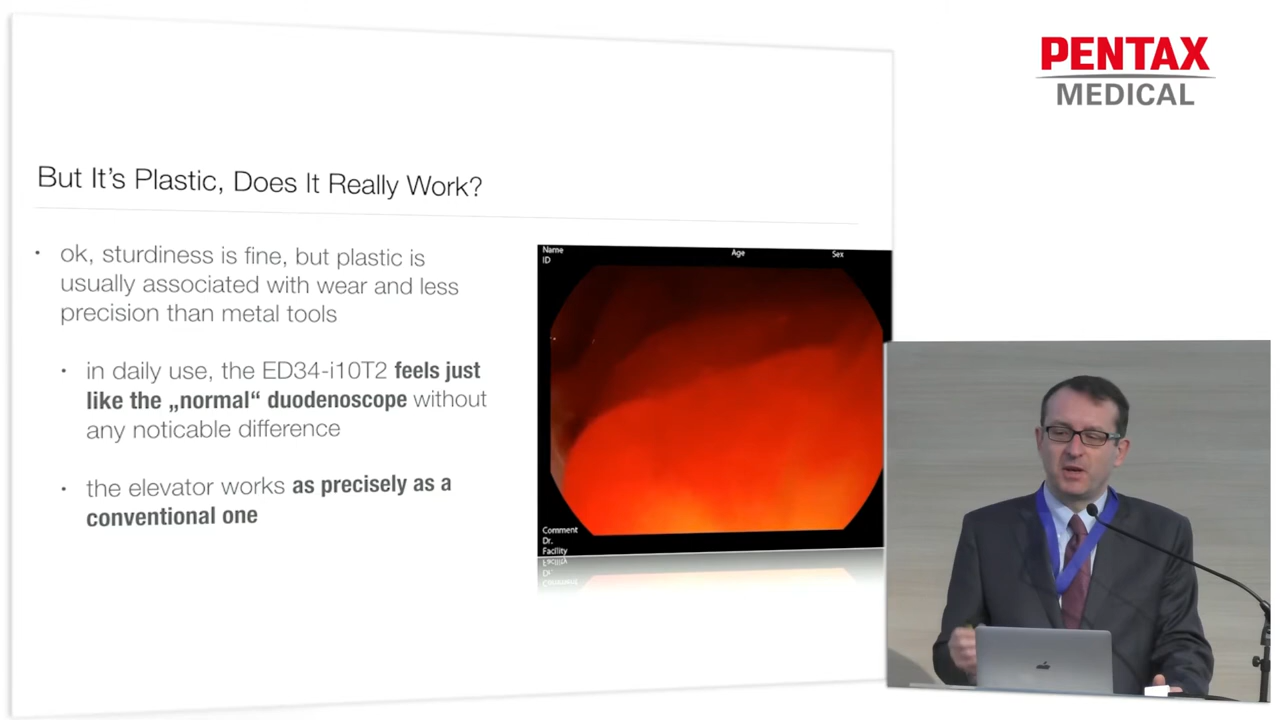 PENTAX
MEDICAL
But It's Plastic, Does It Really Work?
• ok, sturdiness is fine, but plastic is
usually associated with wear and less
precision than metal tools
• in daily use, the ED34-i10T2 feels just
like the „normal“ duodenoscope without
any noticable difference
• the elevator works as precisely as a
conventional one
Name
Age
Sex
ID
Comment
Dr.
Facility